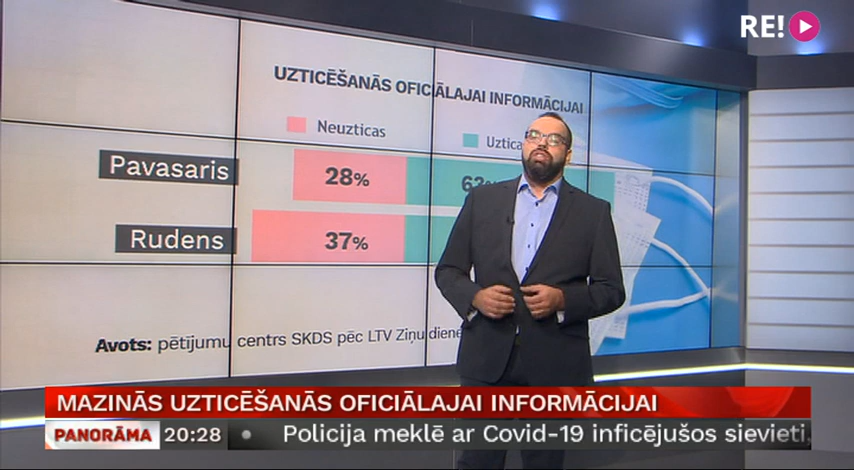 RE!
UZTICĒŠANĀS OFICIĀLAJAI INFORMĀCIJAI
Neuzticas
Pavasaris
28%
Rudens
37%
Avots: pētījumu centrs SKDS pēc LTV Ziņu
MAZINĀS UZTICĒŠANĀS OFICIĀLAJAI INFORMĀCIJAI
PANORĀMA 20:28 Policija meklē ar Covid-19 inficējušos sievieti,